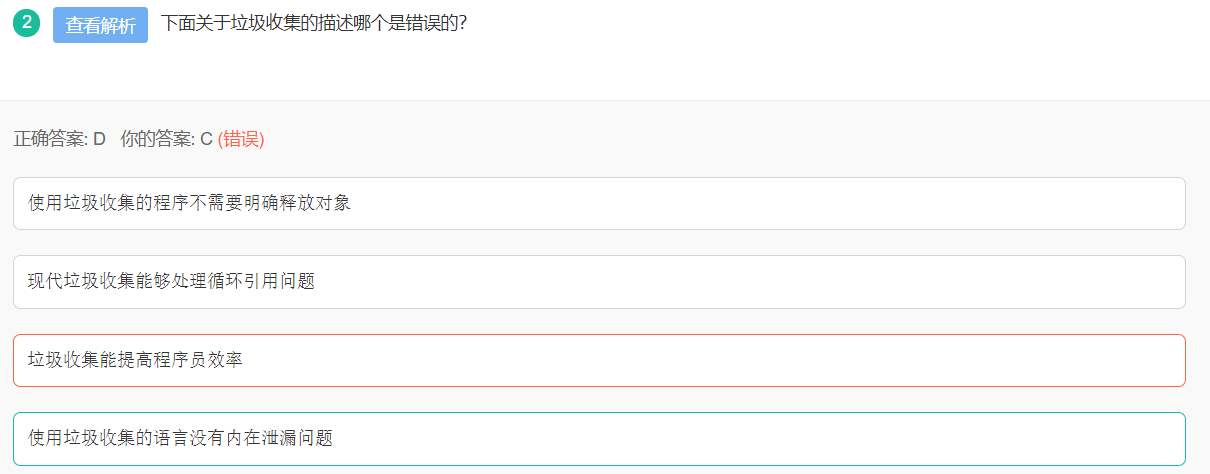 2 查看解析 下面关于垃圾收集的描述哪个是错误的?
正确答案: D 你的答案: C (错误)
使用垃圾收集的程序不需要明确释放对象
现代垃圾收集能够处理循环引用问题
垃圾收集能提高程序员效率
使用垃圾收集的语言没有内在泄漏问题